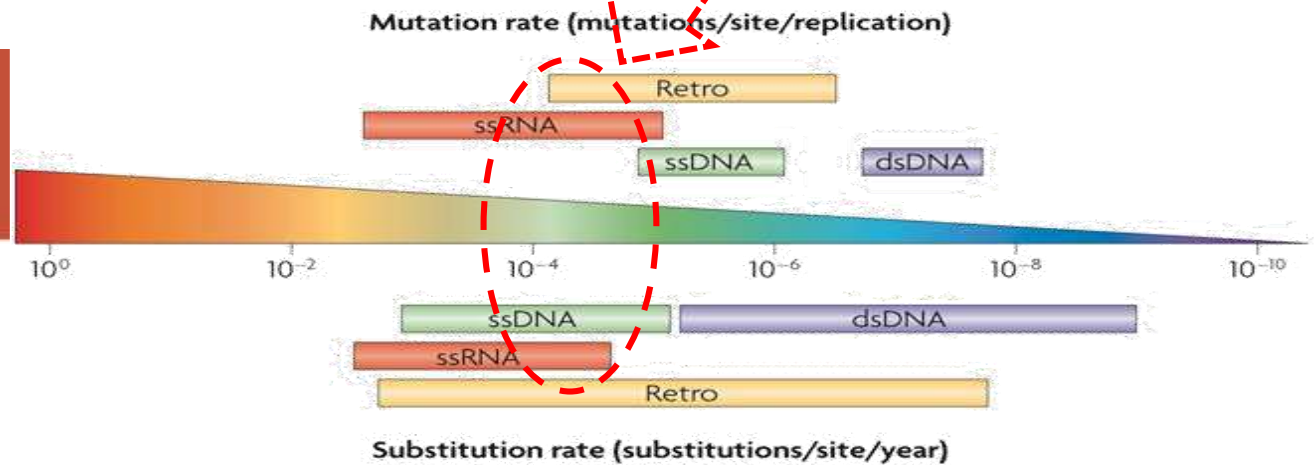 Mutation rate (mutations/site/replication)
Retro
ssRNA
ssDNA dsDNA
10⁰ 10⁻² 10⁻⁴ 10⁻⁶ 10⁻⁸ 10⁻¹⁰
ssDNA dsDNA
ssRNA
Retro
Substitution rate (substitutions/site/year)